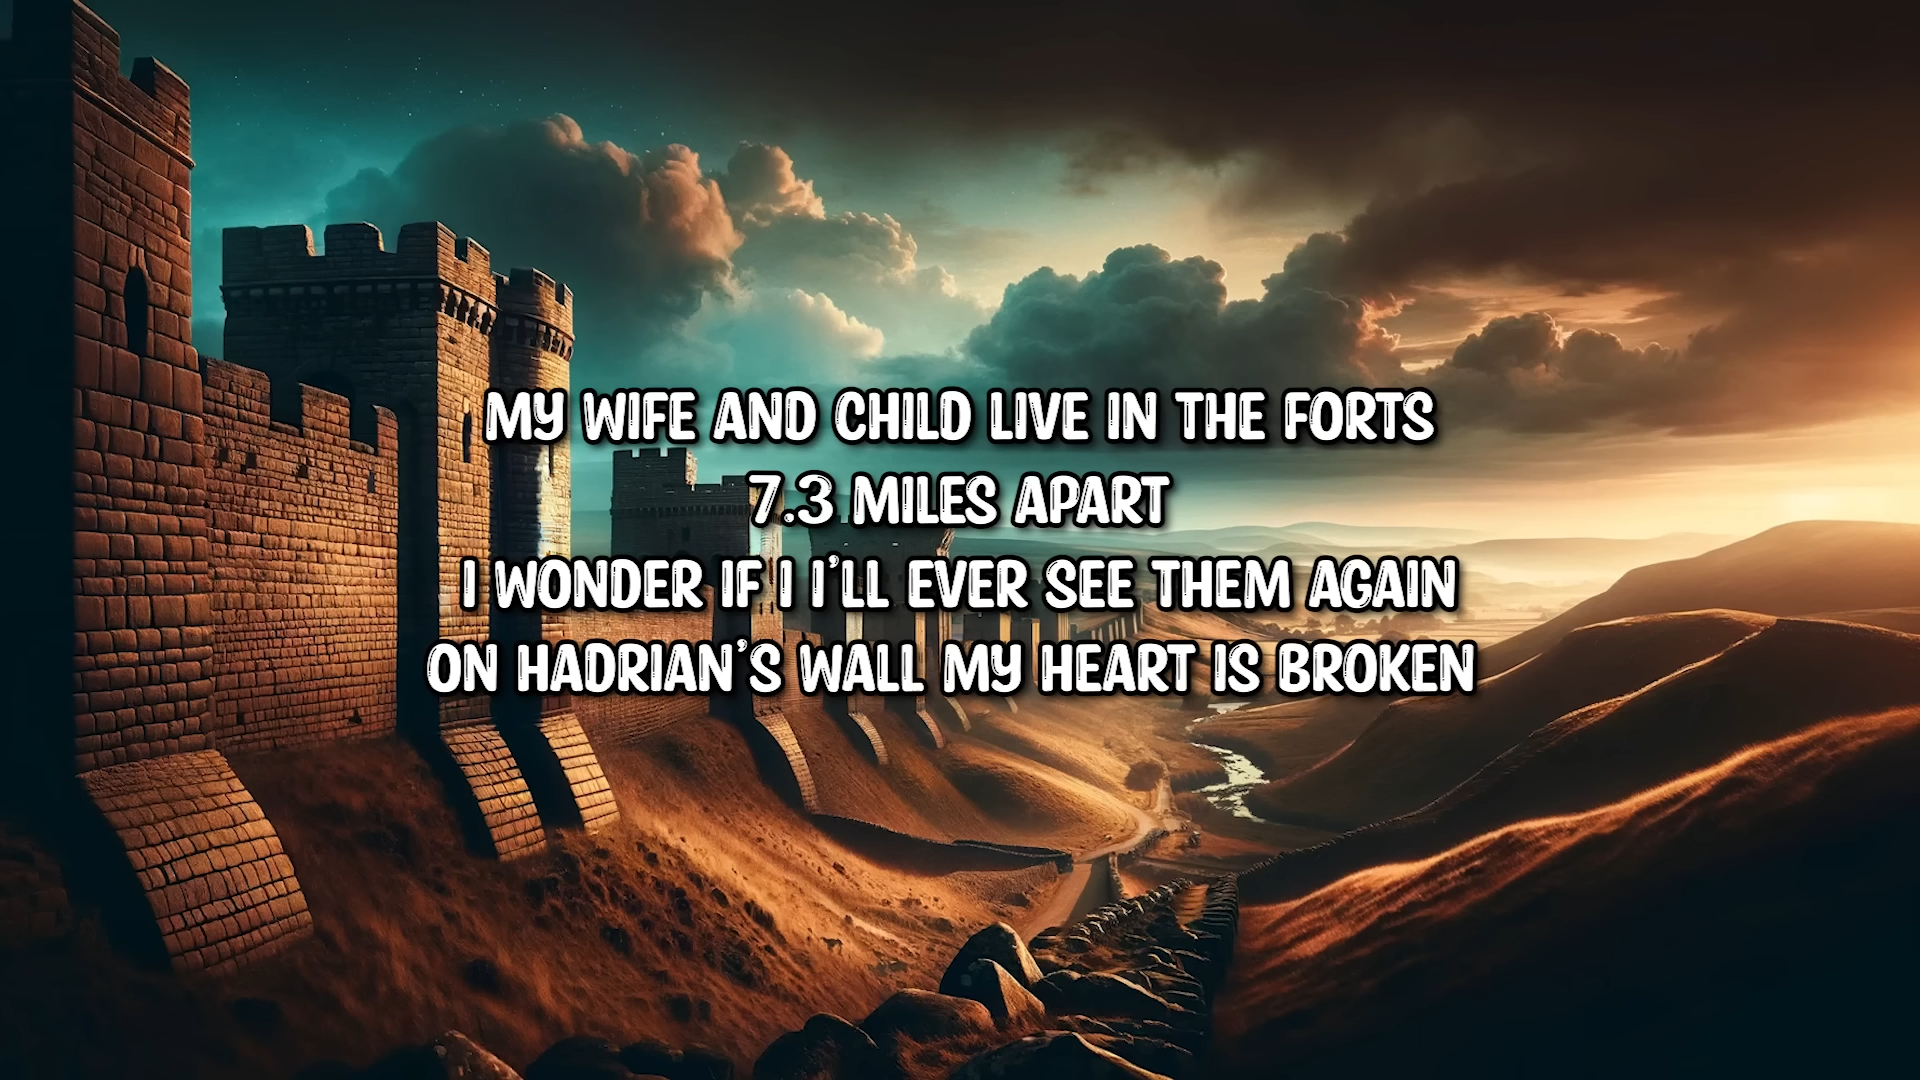 MY WIFE AND CHILD LIVE IN THE FORTS
7.3 MILES APART
I WONDER IF I I'LL EVER SEE THEM AGAIN
ON HADRIAN'S WALL MY HEART IS BROKEN